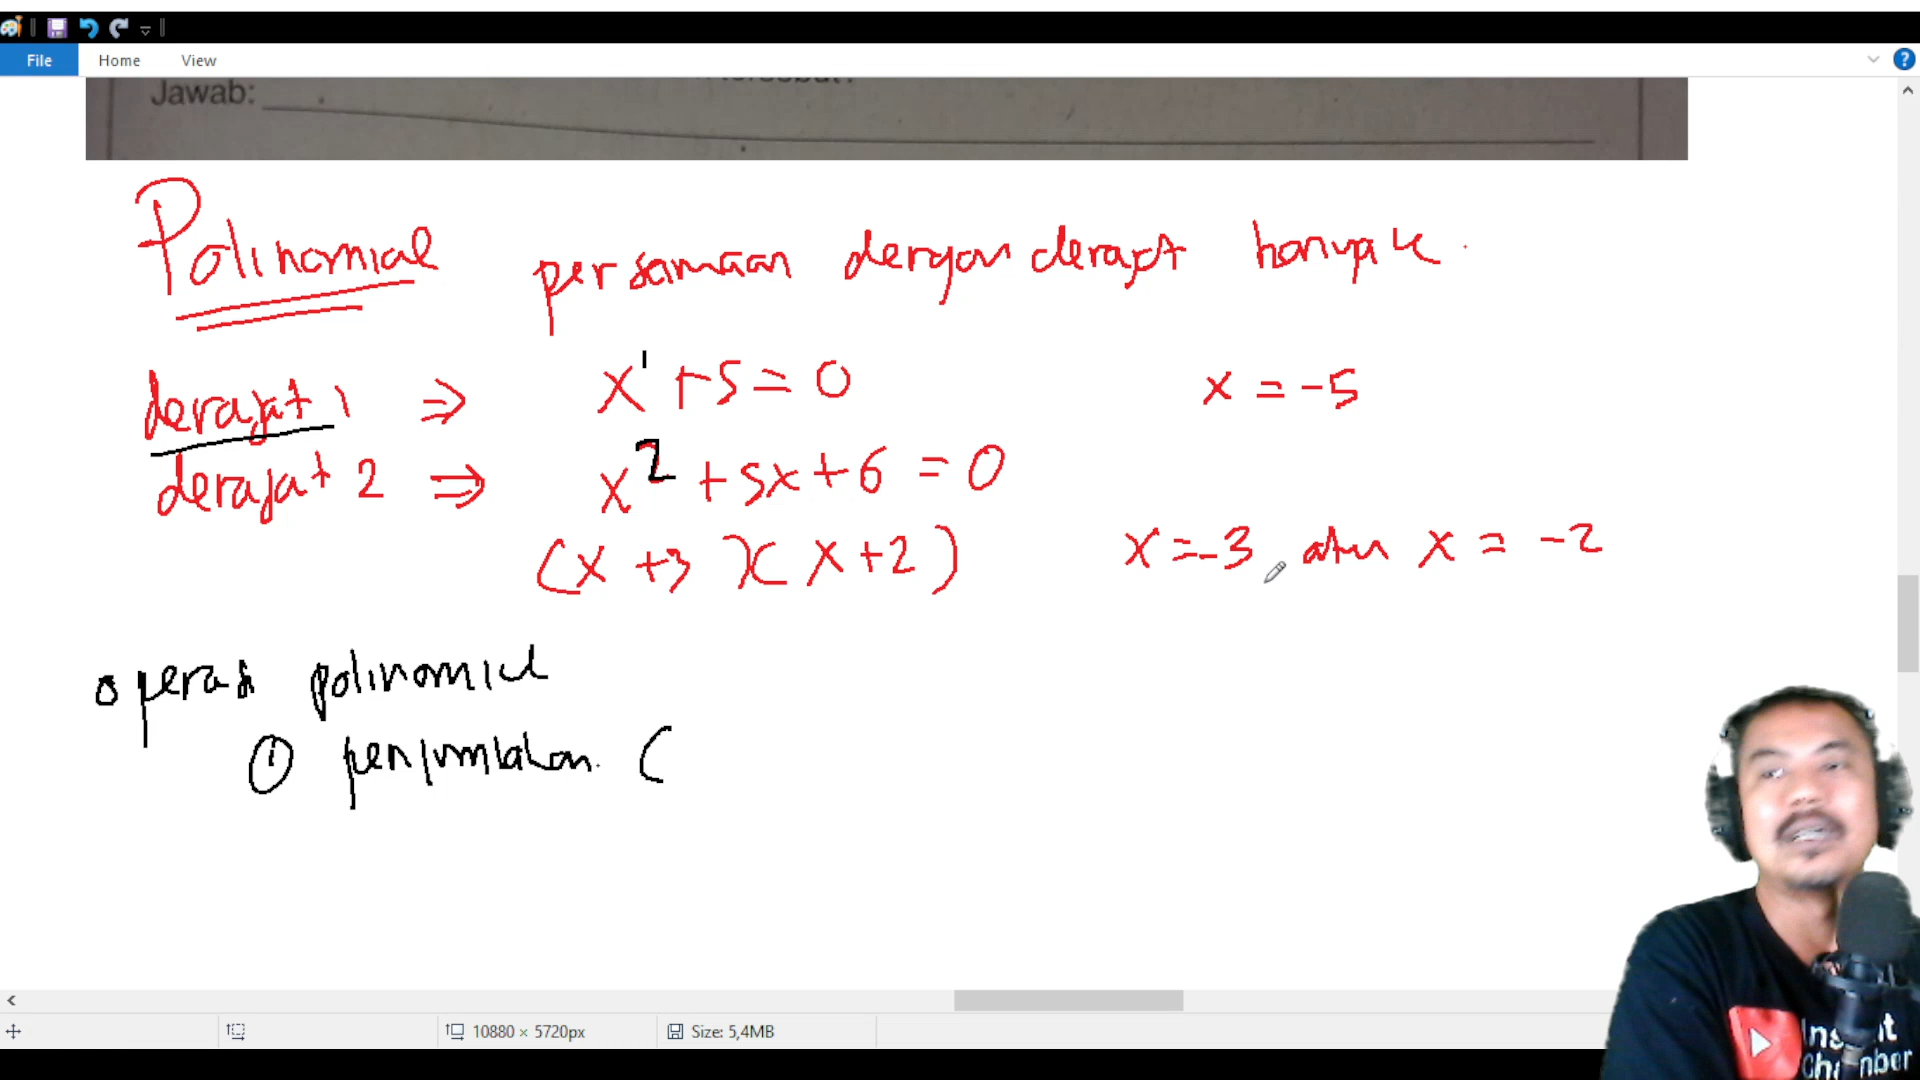 File Home View
Jawab:
Polinomial persamaan dengan derajat banyak.
derajat 1 ⇒ x¹ + 5 = 0 x = -5
derajat 2 ⇒ x² + 5x + 6 = 0
(x + 3)(x + 2) x = -3, atau x = -2
operasi polinomial
① penjumlahan (
10880 × 5720px Size: 5,4MB